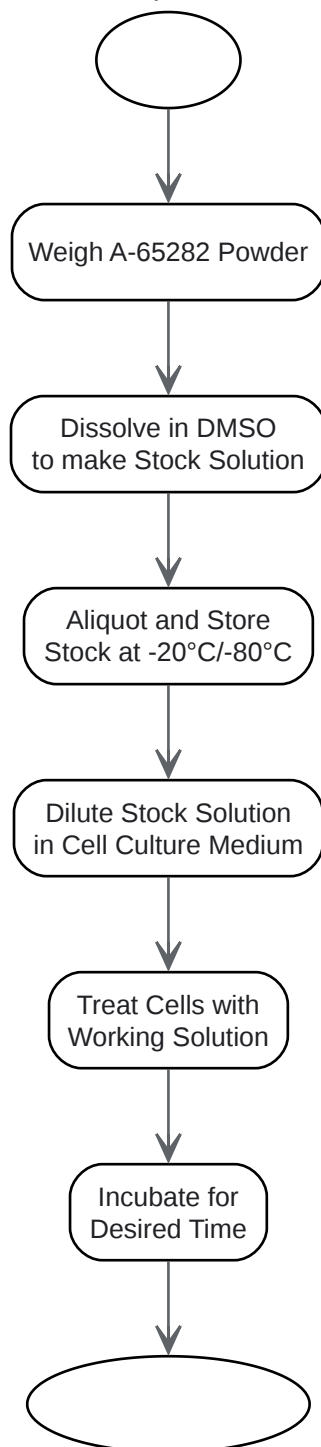 Weigh A-65282 Powder
Dissolve in DMSO
to make Stock Solution
Aliquot and Store
Stock at -20°C/-80°C
Dilute Stock Solution
in Cell Culture Medium
Treat Cells with
Working Solution
Incubate for
Desired Time